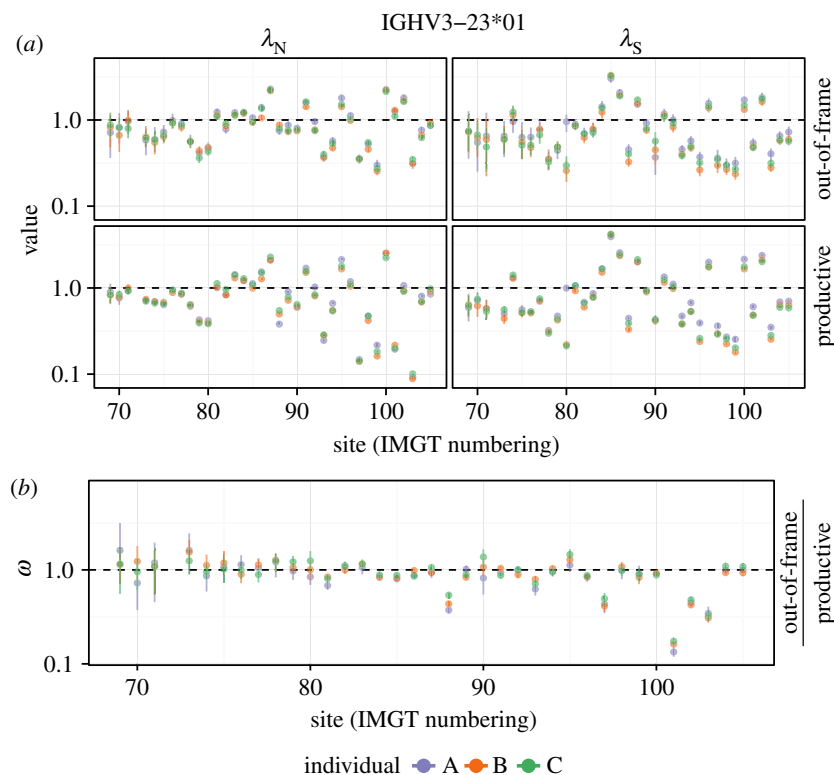 IGHV3–23*01
(a)
λN
λS
1.0
0.1
out-of-frame
value
1.0
0.1
productive
70 80 90 100 70 80 90 100
site (IMGT numbering)
(b)
ω
1.0
0.1
out-of-frame
productive
70 80 90 100
site (IMGT numbering)
individual A B C